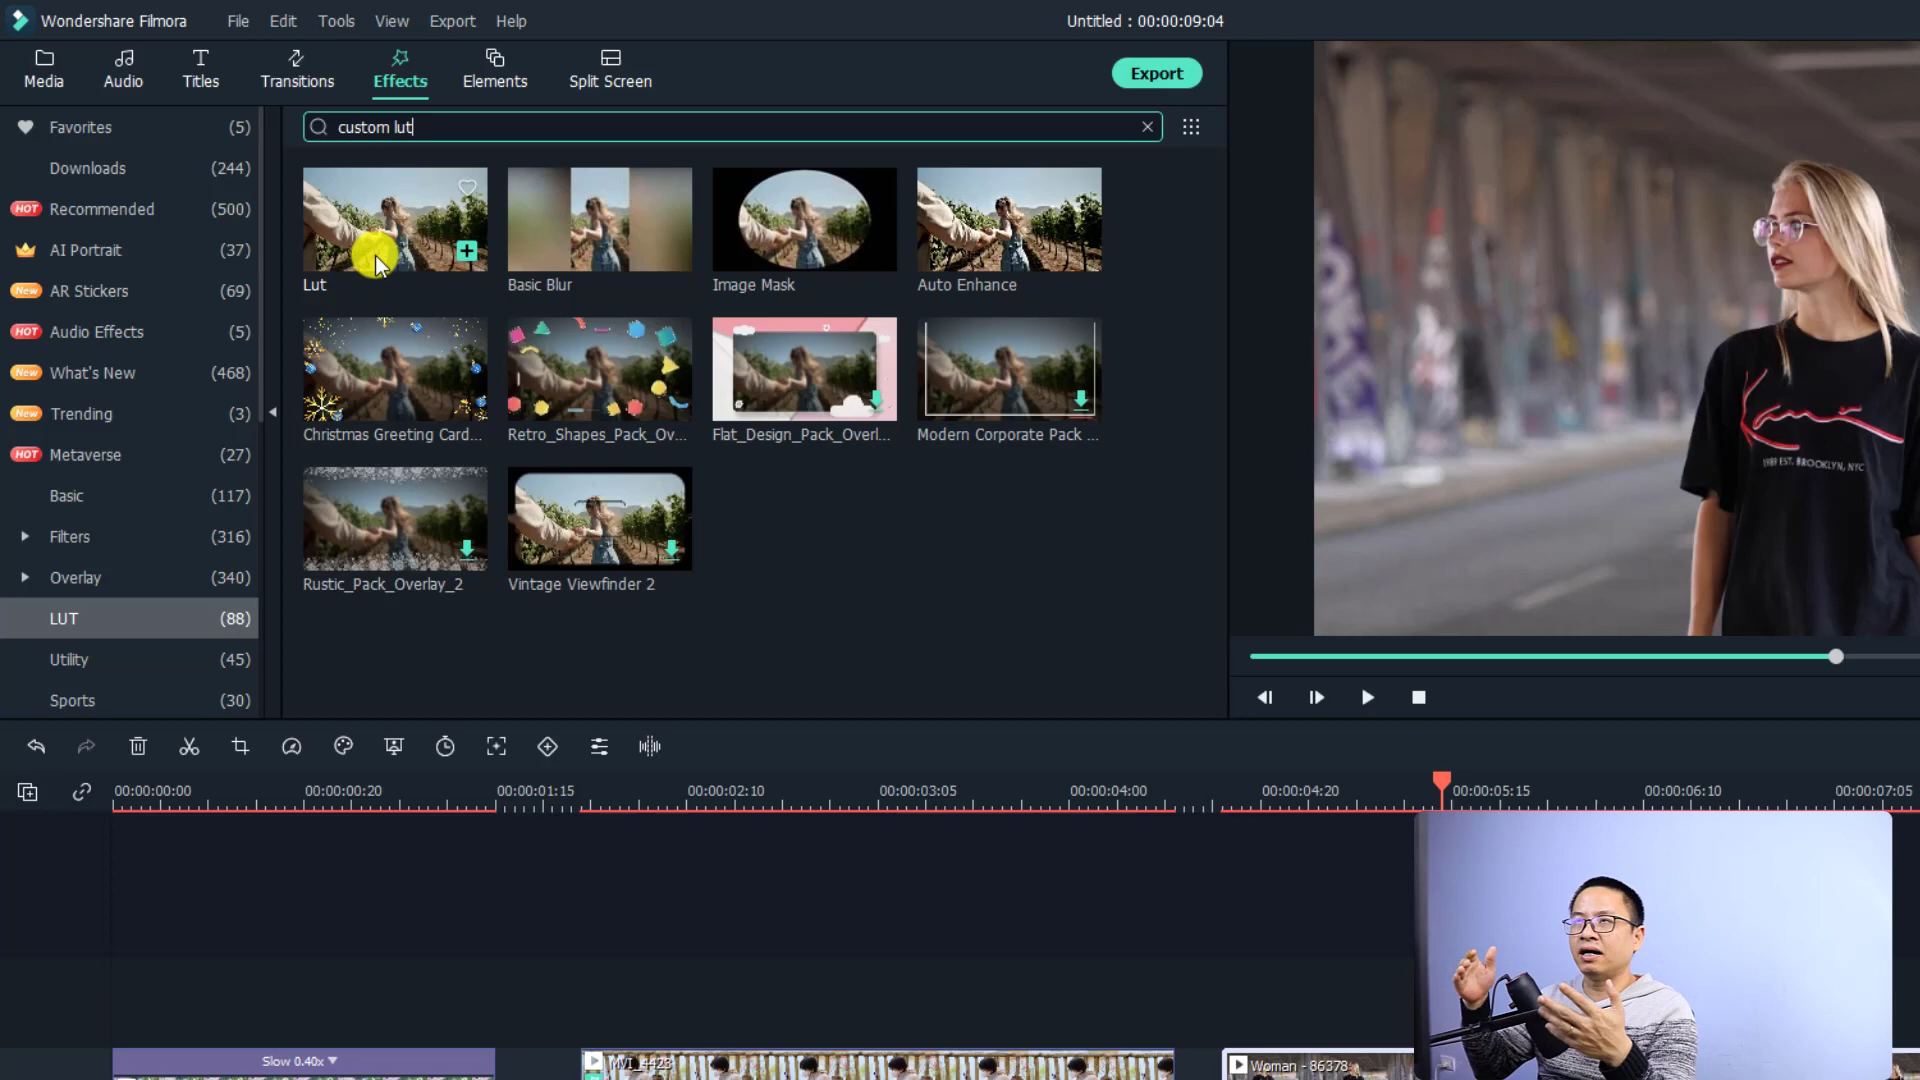 Wondershare Filmora
File
Edit
Tools
View
Export
Help
Untitled : 00:00:09:04
Media
Audio
Titles
Transitions
Effects
Elements
Split Screen
Export
custom lut
Favorites (5)
Downloads (244)
HOT Recommended (500)
AI Portrait (37)
New AR Stickers (69)
HOT Audio Effects (5)
New What's New (468)
New Trending (3)
HOT Metaverse (27)
Basic (117)
Filters (316)
Overlay (340)
LUT (88)
Utility (45)
Sports (30)
Lut
Basic Blur
Image Mask
Auto Enhance
Christmas Greeting Card...
Retro_Shapes_Pack_Ov...
Flat_Design_Pack_Overl...
Modern Corporate Pack ...
Rustic_Pack_Overlay_2
Vintage Viewfinder 2
1989 EST. BROOKLYN, NYC
00:00:00:00
00:00:00:20
00:00:01:15
00:00:02:10
00:00:03:05
00:00:04:00
00:00:04:20
00:00:05:15
00:00:06:10
00:00:07:05
Slow 0.40x
MVI_4423
Woman - 86378